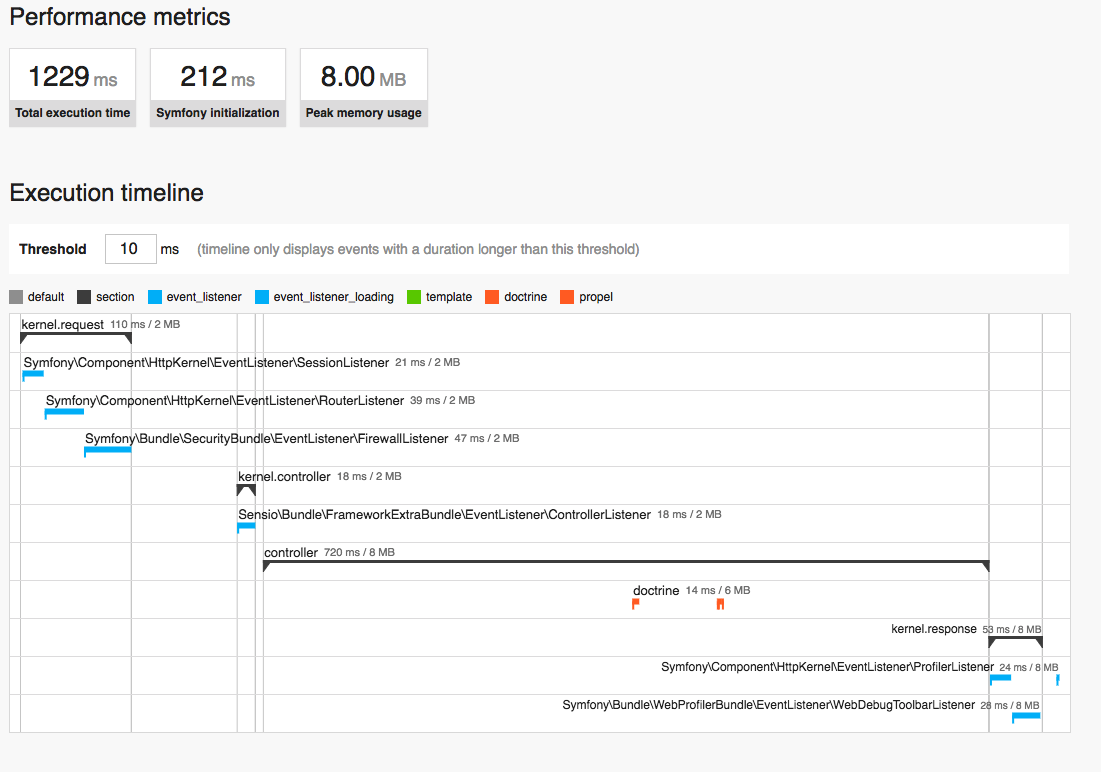 Performance metrics
1229 ms 212 ms 8.00 MB
Total execution time Symfony initialization Peak memory usage
Execution timeline
Threshold 10 ms (timeline only displays events with a duration longer than this threshold)
default section event_listener event_listener_loading template doctrine propel
kernel.request 110 ms / 2 MB
Symfony\Component\HttpKernel\EventListener\SessionListener 21 ms / 2 MB
Symfony\Component\HttpKernel\EventListener\RouterListener 39 ms / 2 MB
Symfony\Bundle\SecurityBundle\EventListener\FirewallListener 47 ms / 2 MB
kernel.controller 18 ms / 2 MB
Sensio\Bundle\FrameworkExtraBundle\EventListener\ControllerListener 18 ms / 2 MB
controller 720 ms / 8 MB
doctrine 14 ms / 6 MB
kernel.response 53 ms / 8 MB
Symfony\Component\HttpKernel\EventListener\ProfilerListener 24 ms / 8 MB
Symfony\Bundle\WebProfilerBundle\EventListener\WebDebugToolbarListener 28 ms / 8 MB